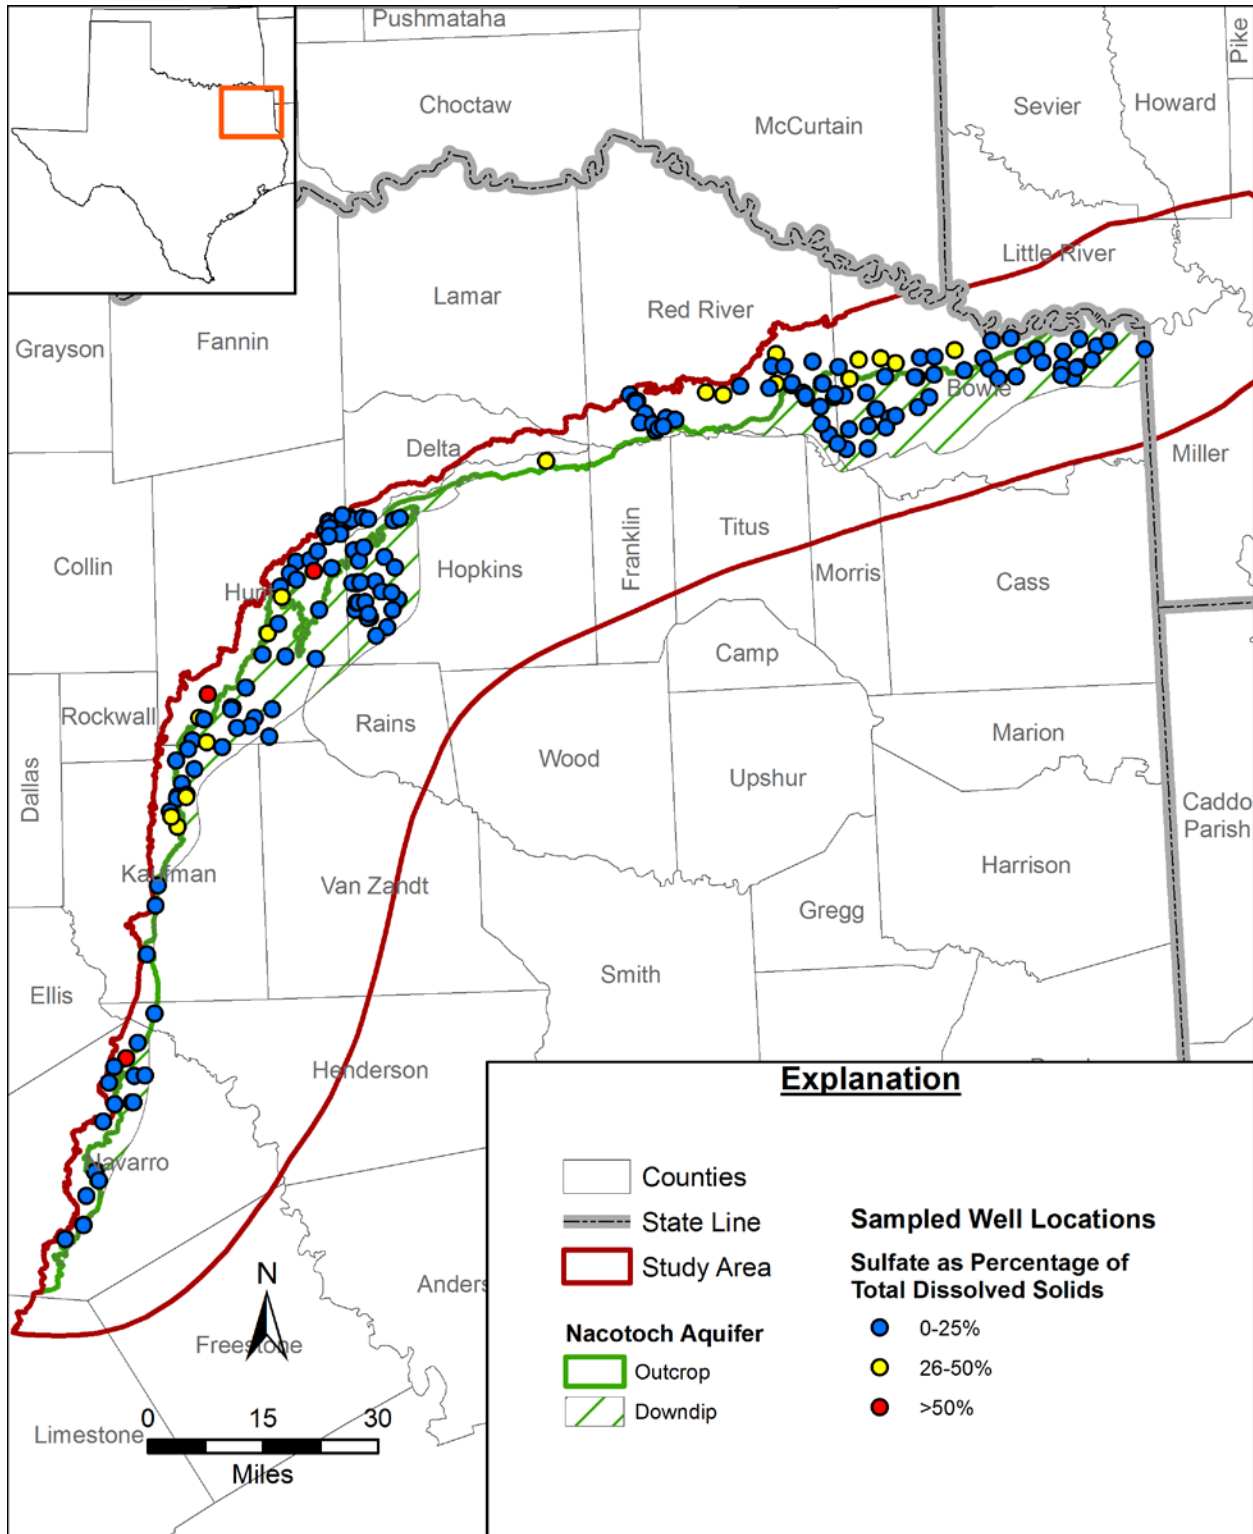 Pushmataha
Pike
Choctaw
McCurtain
Sevier
Howard
Little River
Lamar
Red River
Grayson
Fannin
Bowie
Delta
Miller
Collin
Hopkins
Franklin
Titus
Morris
Cass
Hunt
Camp
Rockwall
Rains
Marion
Dallas
Wood
Upshur
Caddo
Parish
Kaufman
Van Zandt
Harrison
Gregg
Ellis
Smith
Henderson
Navarro
Anders
Freestone
Limestone
N
0 15 30
Miles
Explanation
Counties
State Line
Study Area
Nacotoch Aquifer
Outcrop
Downdip
Sampled Well Locations
Sulfate as Percentage of
Total Dissolved Solids
0-25%
26-50%
>50%